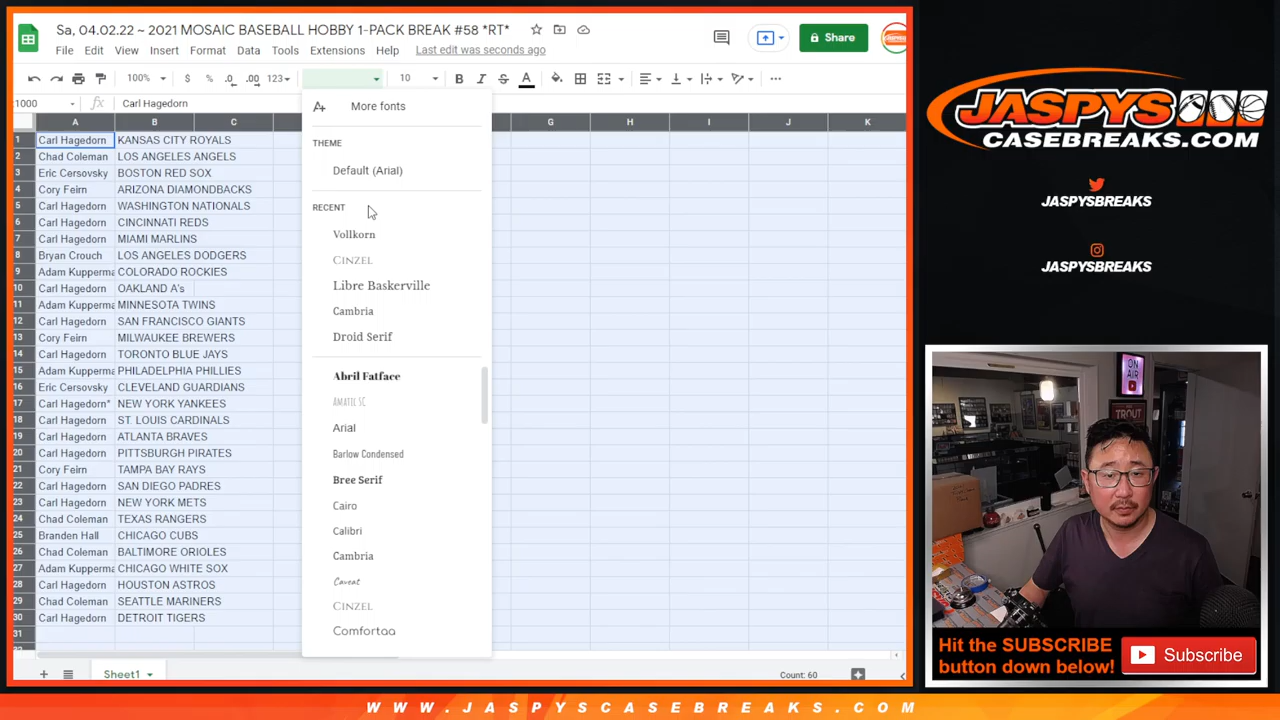 Sa, 04.02.22 ~ 2021 MOSAIC BASEBALL HOBBY 1-PACK BREAK #58 *RT*
File Edit View Insert Format Data Tools Extensions Help Last edit was seconds ago
Share
100% $ % .0 .00 123 10 B I S A
1000 fx Carl Hagedorn
A B C G H I J K
1 Carl Hagedorn KANSAS CITY ROYALS
2 Chad Coleman LOS ANGELES ANGELS
3 Eric Cersovsky BOSTON RED SOX
4 Cory Feirn ARIZONA DIAMONDBACKS
5 Carl Hagedorn WASHINGTON NATIONALS
6 Carl Hagedorn CINCINNATI REDS
7 Carl Hagedorn MIAMI MARLINS
8 Bryan Crouch LOS ANGELES DODGERS
9 Adam Kupperma COLORADO ROCKIES
10 Carl Hagedorn OAKLAND A's
11 Adam Kupperma MINNESOTA TWINS
12 Carl Hagedorn SAN FRANCISCO GIANTS
13 Cory Feirn MILWAUKEE BREWERS
14 Carl Hagedorn TORONTO BLUE JAYS
15 Adam Kupperma PHILADELPHIA PHILLIES
16 Eric Cersovsky CLEVELAND GUARDIANS
17 Carl Hagedorn* NEW YORK YANKEES
18 Carl Hagedorn ST. LOUIS CARDINALS
19 Carl Hagedorn ATLANTA BRAVES
20 Carl Hagedorn PITTSBURGH PIRATES
21 Cory Feirn TAMPA BAY RAYS
22 Carl Hagedorn SAN DIEGO PADRES
23 Carl Hagedorn NEW YORK METS
24 Chad Coleman TEXAS RANGERS
25 Branden Hall CHICAGO CUBS
26 Chad Coleman BALTIMORE ORIOLES
27 Adam Kupperma CHICAGO WHITE SOX
28 Carl Hagedorn HOUSTON ASTROS
29 Chad Coleman SEATTLE MARINERS
30 Carl Hagedorn DETROIT TIGERS
31
More fonts
THEME
Default (Arial)
RECENT
Vollkorn
CINZEL
Libre Baskerville
Cambria
Droid Serif
Abril Fatface
AMATIC SC
Arial
Barlow Condensed
Bree Serif
Cairo
Calibri
Cambria
Caveat
CINZEL
Comfortaa
Sheet1
Count: 60
JASPYS
CASEBREAKS.COM
JASPYSBREAKS
JASPYSBREAKS
ON AIR
TROUT
Hit the SUBSCRIBE
button down below!
Subscribe
WWW.JASPYSCASEBREAKS.COM